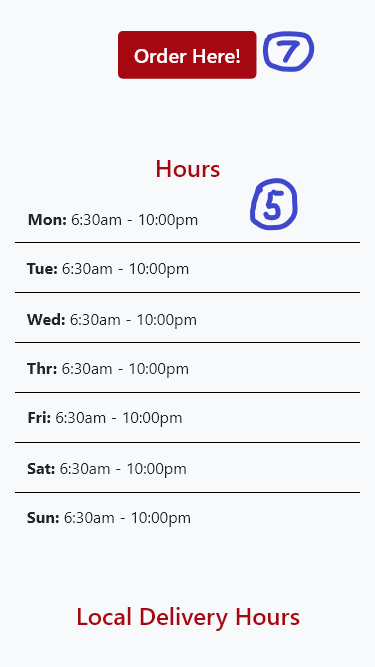 Order Here! 7
Hours
5
Mon: 6:30am - 10:00pm
Tue: 6:30am - 10:00pm
Wed: 6:30am - 10:00pm
Thr: 6:30am - 10:00pm
Fri: 6:30am - 10:00pm
Sat: 6:30am - 10:00pm
Sun: 6:30am - 10:00pm
Local Delivery Hours